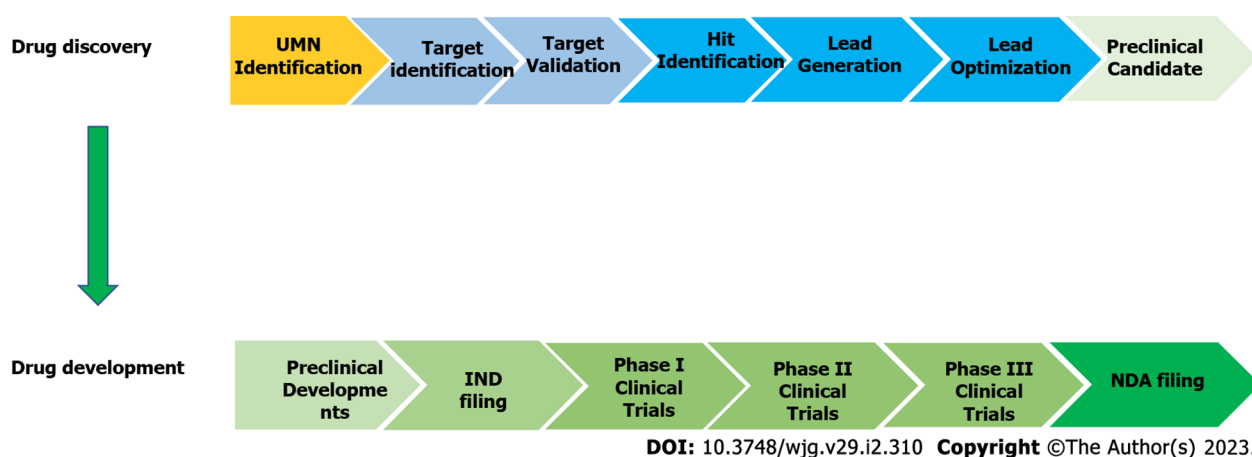 Drug discovery
UMN
Identification
Target
identification
Target
Validation
Hit
Identification
Lead
Generation
Lead
Optimization
Preclinical
Candidate
Drug development
Preclinical
Developme
nts
IND
filing
Phase I
Clinical
Trials
Phase II
Clinical
Trials
Phase III
Clinical
Trials
NDA filing
DOI: 10.3748/wjg.v29.i2.310 Copyright ©The Author(s) 2023.